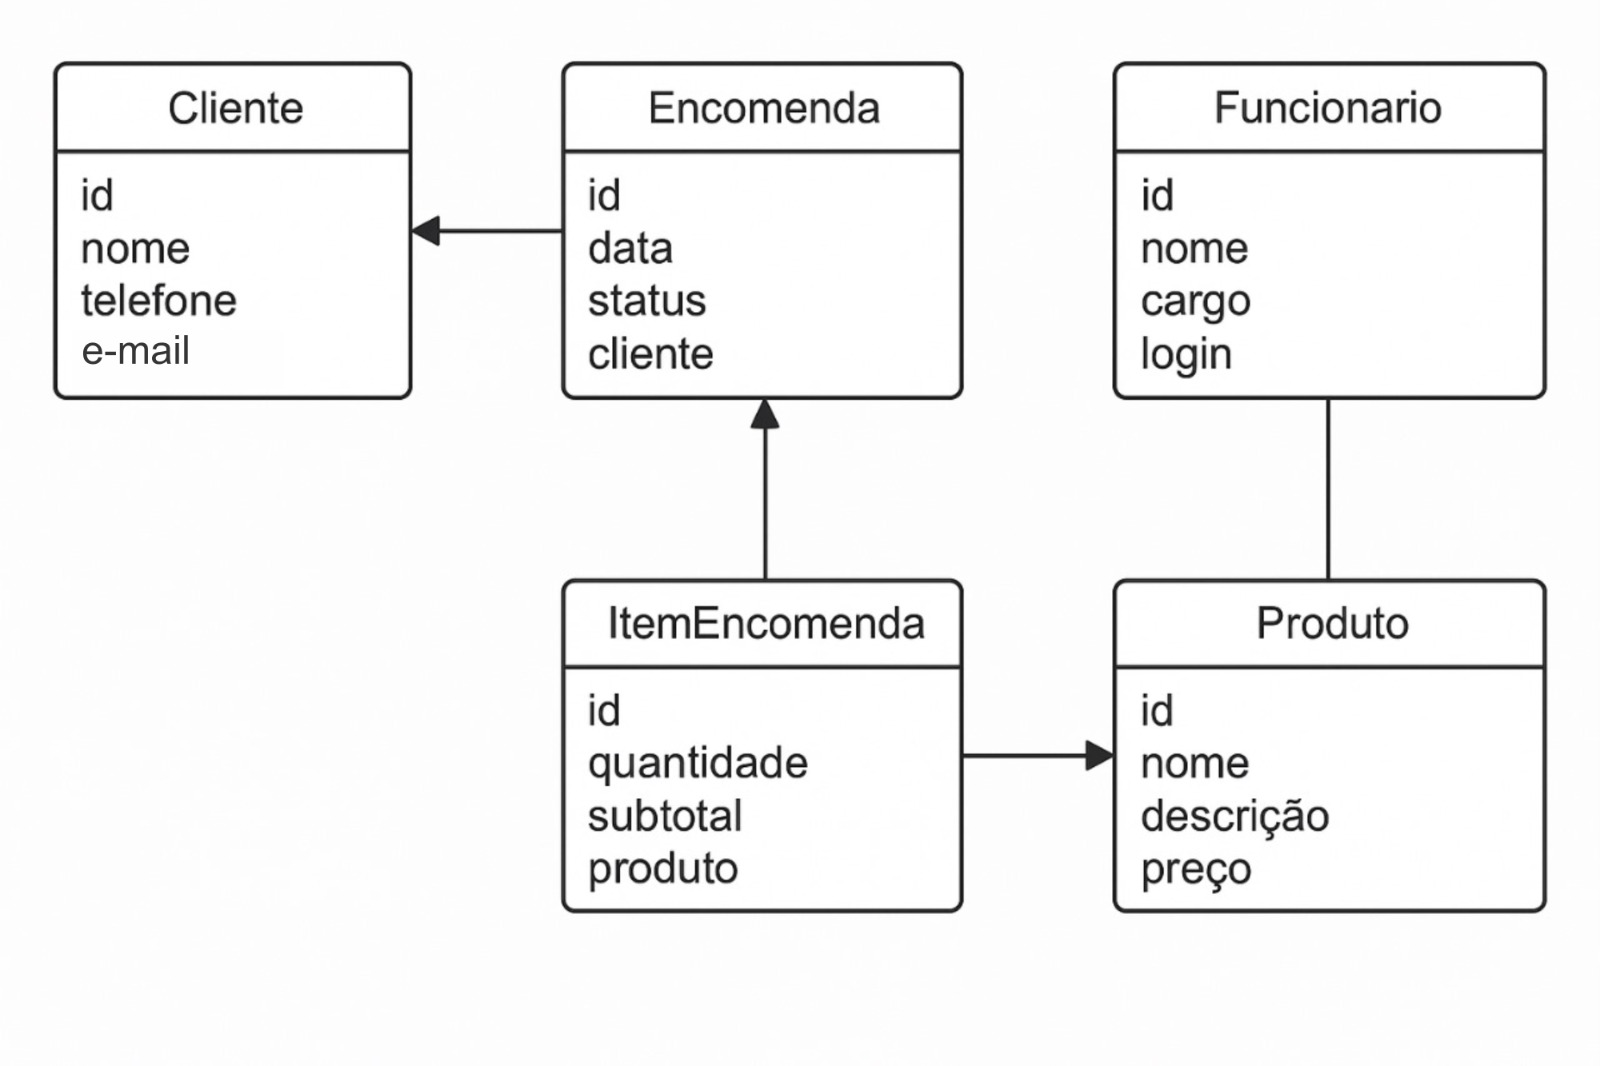 Cliente
id
nome
telefone
e-mail
Encomenda
id
data
status
cliente
Funcionario
id
nome
cargo
login
ItemEncomenda
id
quantidade
subtotal
produto
Produto
id
nome
descrição
preço